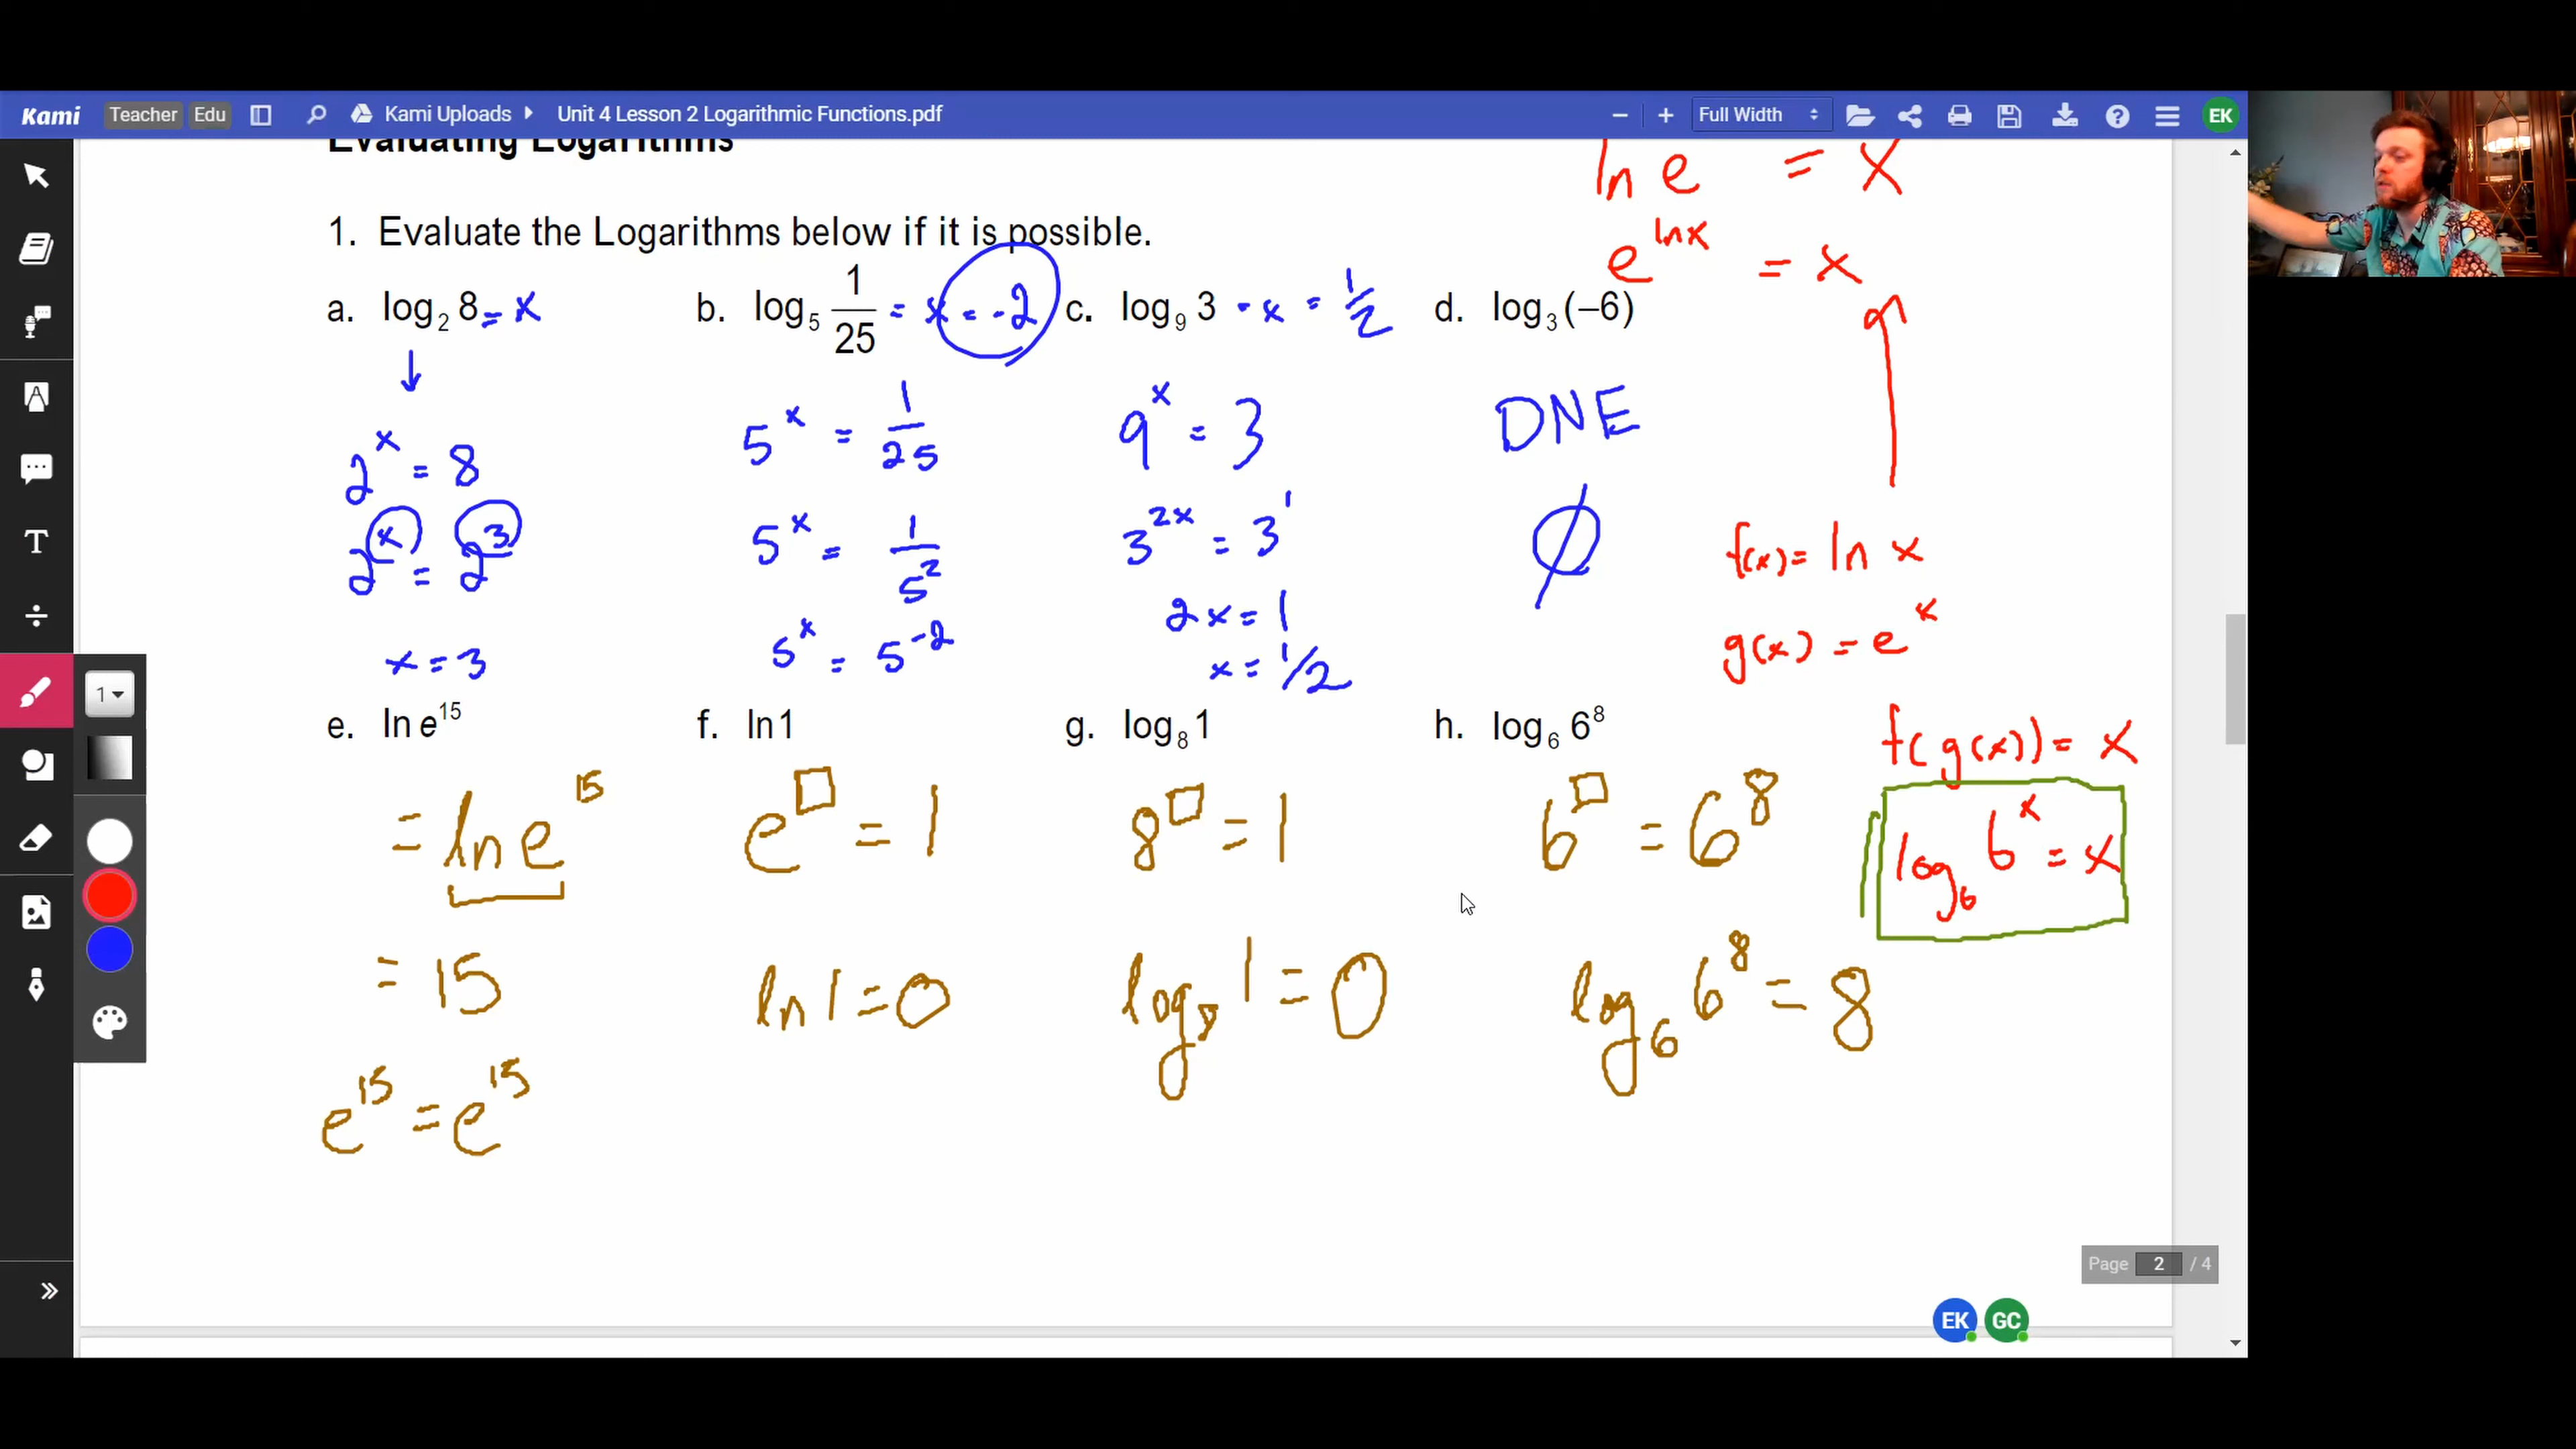 Kami Teacher Edu Kami Uploads Unit 4 Lesson 2 Logarithmic Functions.pdf Full Width EK
Evaluating Logarithms
ln e = x
e^lnx = x
1. Evaluate the Logarithms below if it is possible.
a. log₂ 8 = x
b. log₅ 1/25 = x = -2
c. log₉ 3 = x = 1/2
d. log₃(−6)
2^x = 8
2^x = 2^3
x = 3
5^x = 1/25
5^x = 1/5^2
5^x = 5^-2
9^x = 3
3^2x = 3^1
2x = 1
x = 1/2
DNE
∅
f(x) = ln x
g(x) = e^x
f(g(x)) = x
log₆ 6^x = x
e. ln e^15
f. ln 1
g. log₈ 1
h. log₆ 6^8
= ln e^15
= 15
e^15 = e^15
e^□ = 1
ln 1 = 0
8^□ = 1
log₈ 1 = 0
6^□ = 6^8
log₆ 6^8 = 8
T
1
Page 2 / 4
EK GC